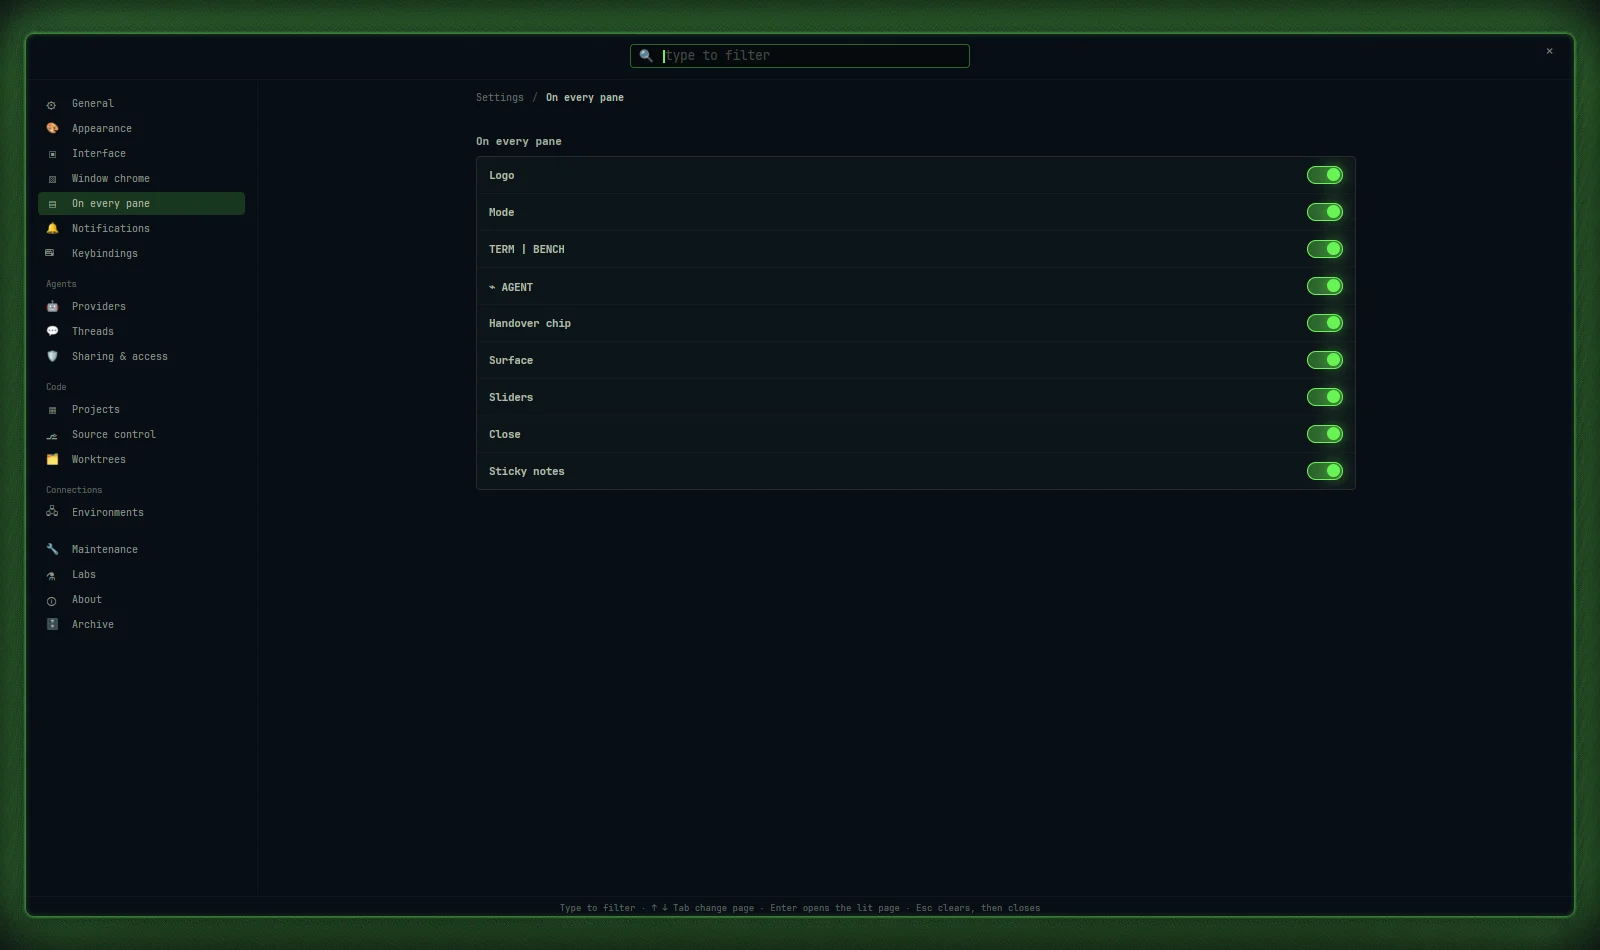 type to filter
×
General
Appearance
Interface
Window chrome
On every pane
Notifications
Keybindings
Agents
Providers
Threads
Sharing & access
Code
Projects
Source control
Worktrees
Connections
Environments
Maintenance
Labs
About
Archive
Settings / On every pane
On every pane
Logo
Mode
TERM | BENCH
⌁ AGENT
Handover chip
Surface
Sliders
Close
Sticky notes
Type to filter · ↑ ↓ Tab change page · Enter opens the lit page · Esc clears, then closes